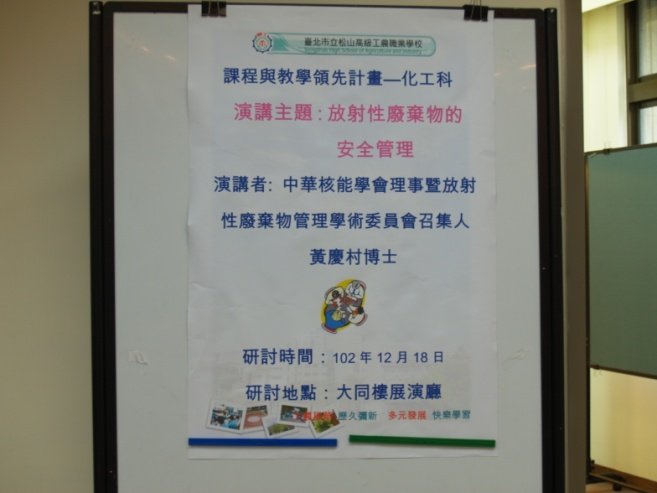 臺北市立松山高級工農職業學校
課程與教學領先計畫—化工科
演講主題：放射性廢棄物的
安全管理
演講者：中華核能學會理事暨放射
性廢棄物管理學術委員會召集人
黃慶村博士
研討時間：102 年 12 月 18 日
研討地點：大同樓展演廳
歷久彌新 多元發展 快樂學習